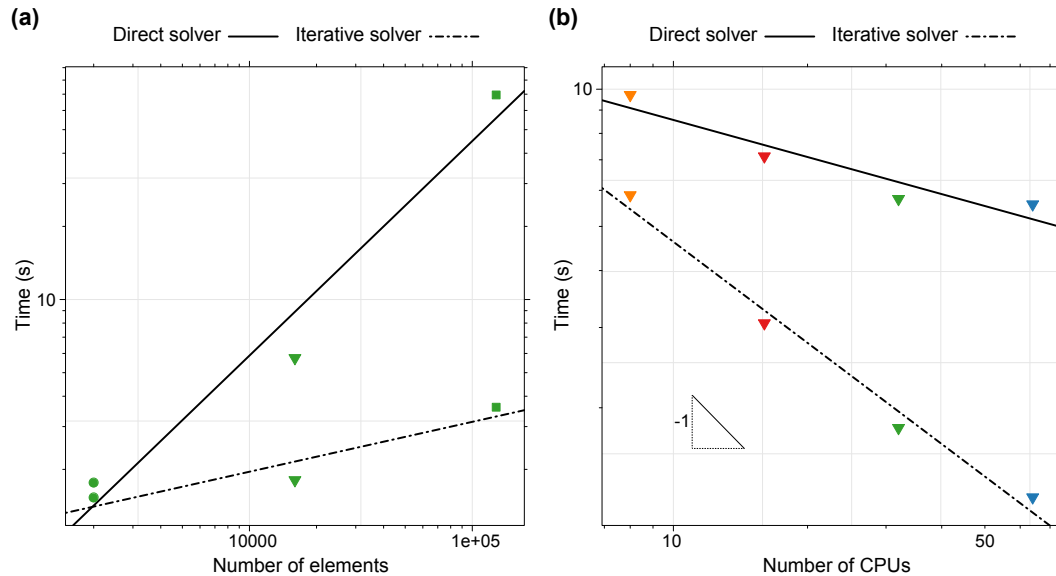 (a)
Direct solver Iterative solver
Time (s)
10
10000 1e+05
Number of elements
(b)
Direct solver Iterative solver
Time (s)
10
-1
10 50
Number of CPUs